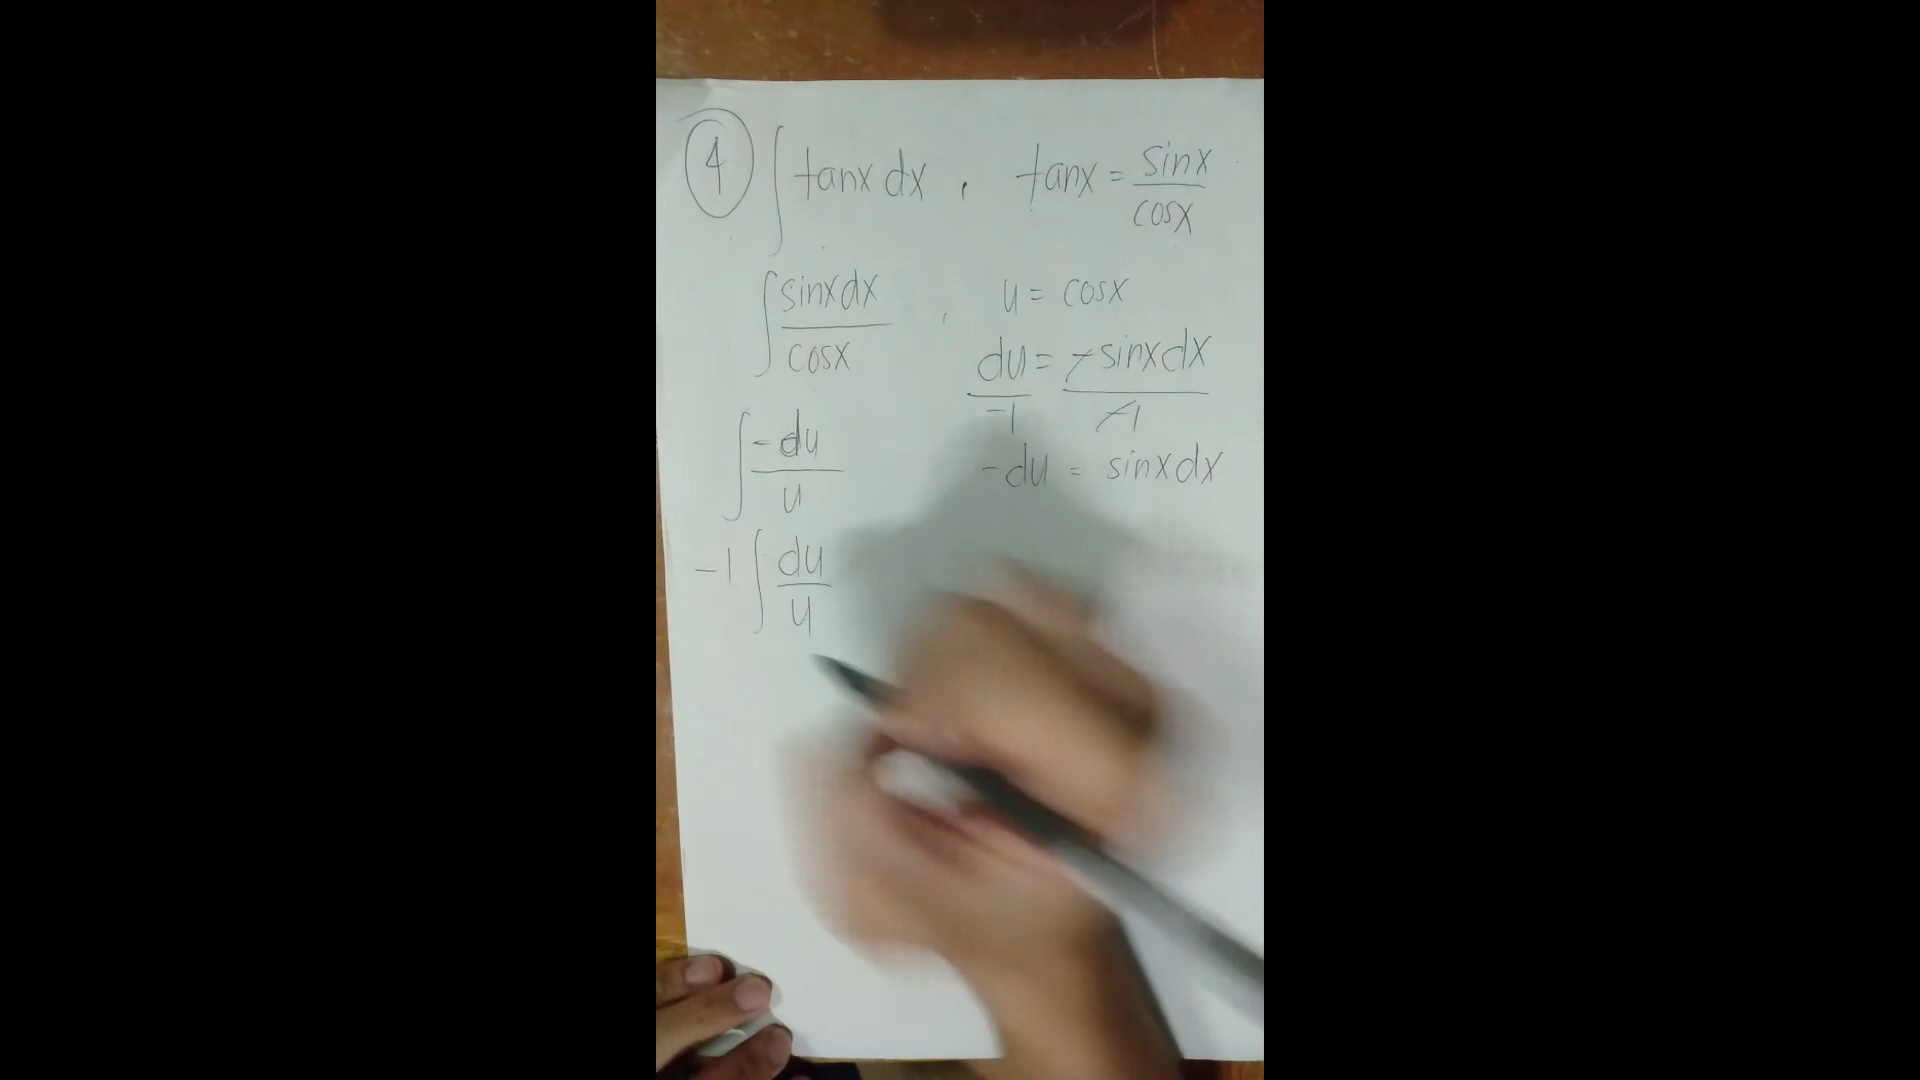 ④ ∫ tanx dx , tanx = sinx/cosx
∫ sinxdx/cosx , u = cosx
du/-1 = -sinxdx/-1
∫ -du/u
-du = sinxdx
-1 ∫ du/u